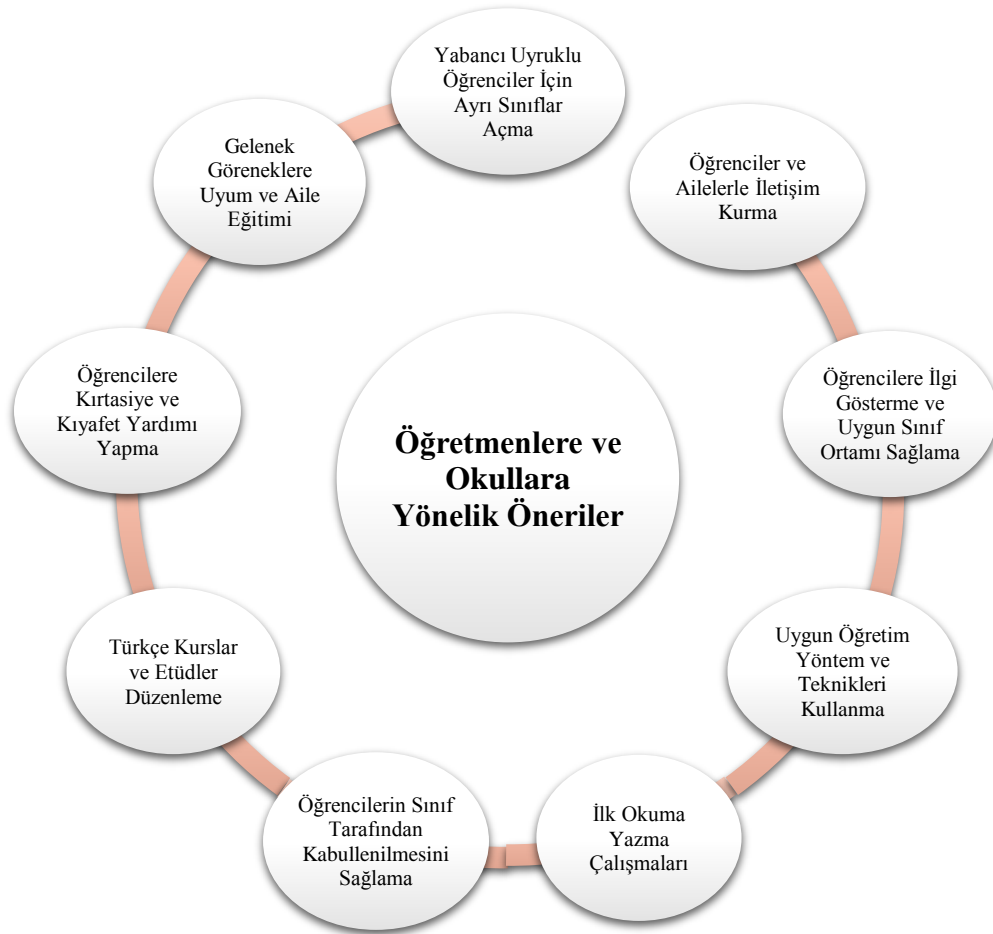 Yabancı Uyruklu
Öğrenciler İçin
Ayrı Sınıflar
Açma
Öğrenciler ve
Ailelerle İletişim
Kurma
Öğrencilere İlgi
Gösterme ve
Uygun Sınıf
Ortamı Sağlama
Uygun Öğretim
Yöntem ve
Teknikleri
Kullanma
İlk Okuma
Yazma
Çalışmaları
Öğrencilerin Sınıf
Tarafından
Kabullenilmesini
Sağlama
Türkçe Kurslar
ve Etüdler
Düzenleme
Öğrencilere
Kırtasiye ve
Kıyafet Yardımı
Yapma
Gelenek
Göreneklere
Uyum ve Aile
Eğitimi
Öğretmenlere ve
Okullara
Yönelik Öneriler